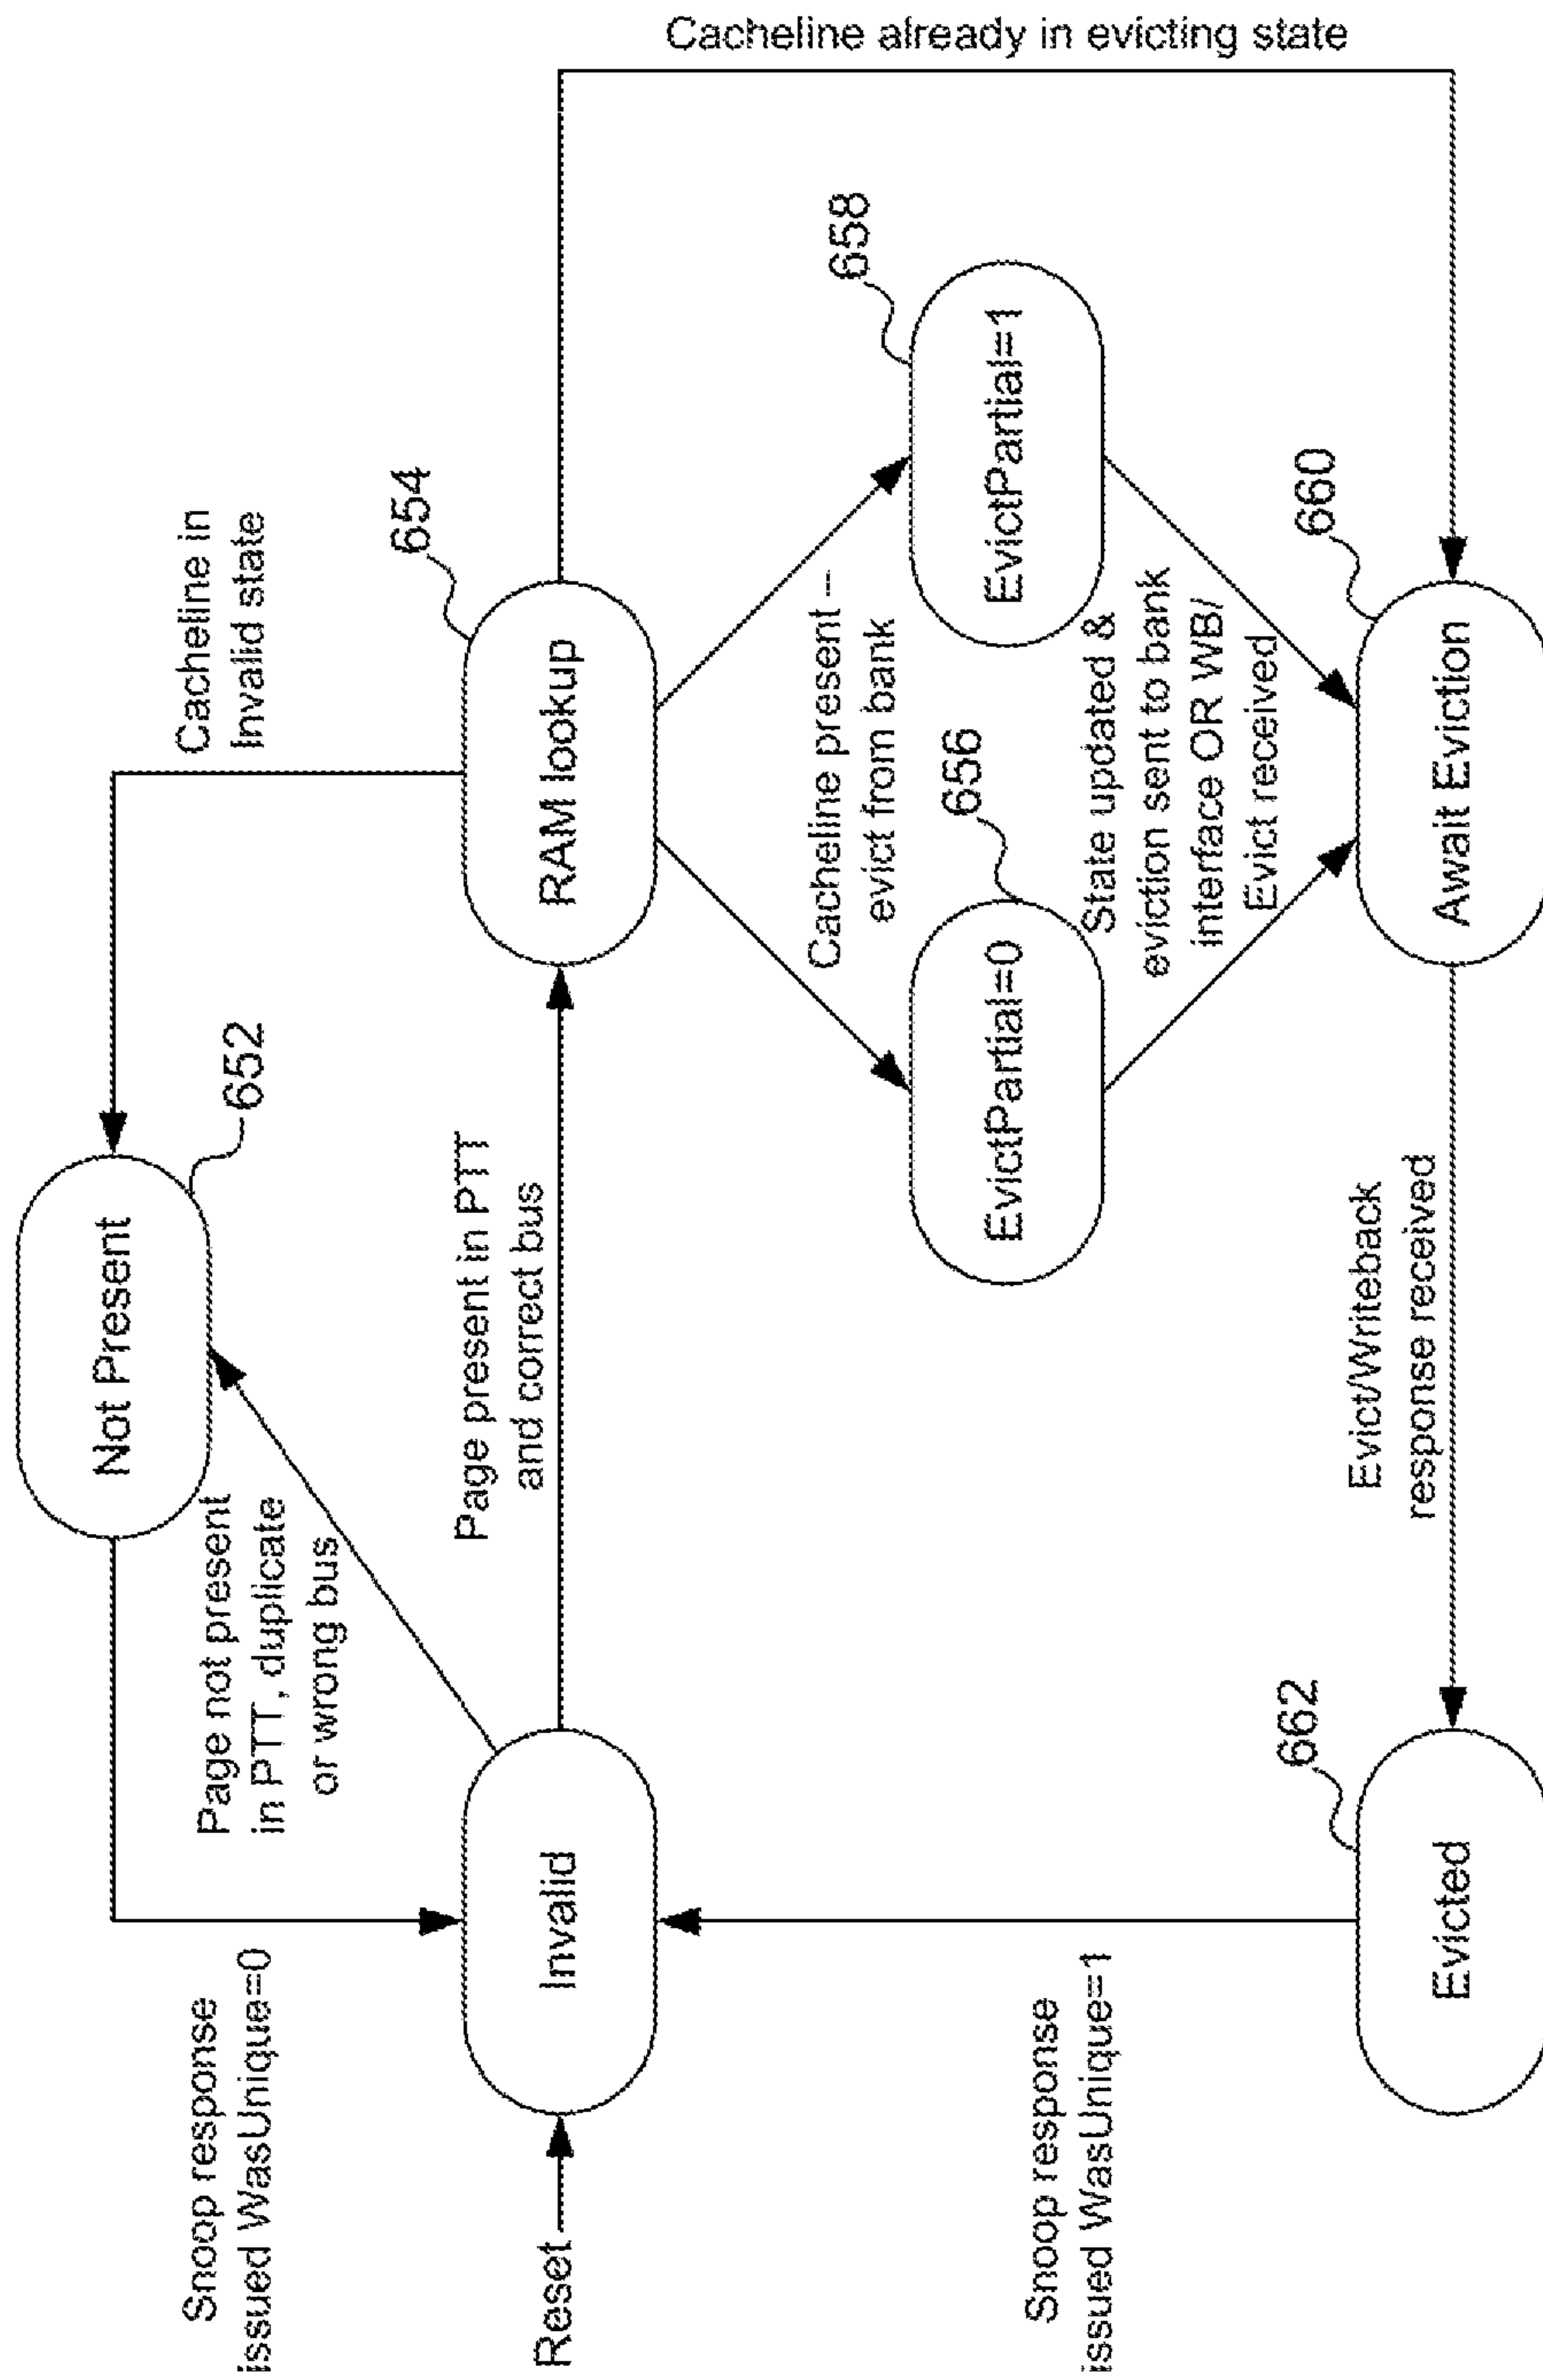 Snoop response
issued WasUnique=0
Not Present
652
Cacheline in
Invalid state
Page not present
in PTT, duplicate
or wrong bus
Page present in PTT
and correct bus
Reset
Invalid
RAM lookup
654
Cacheline already in evicting state
Cacheline present –
evict from bank
EvictPartial=0
656
EvictPartial=1
658
State updated &
eviction sent to bank
interface OR WB/
Evict received
Snoop response
issued WasUnique=1
Evicted
662
Evict/Writeback
response received
Await Eviction
660